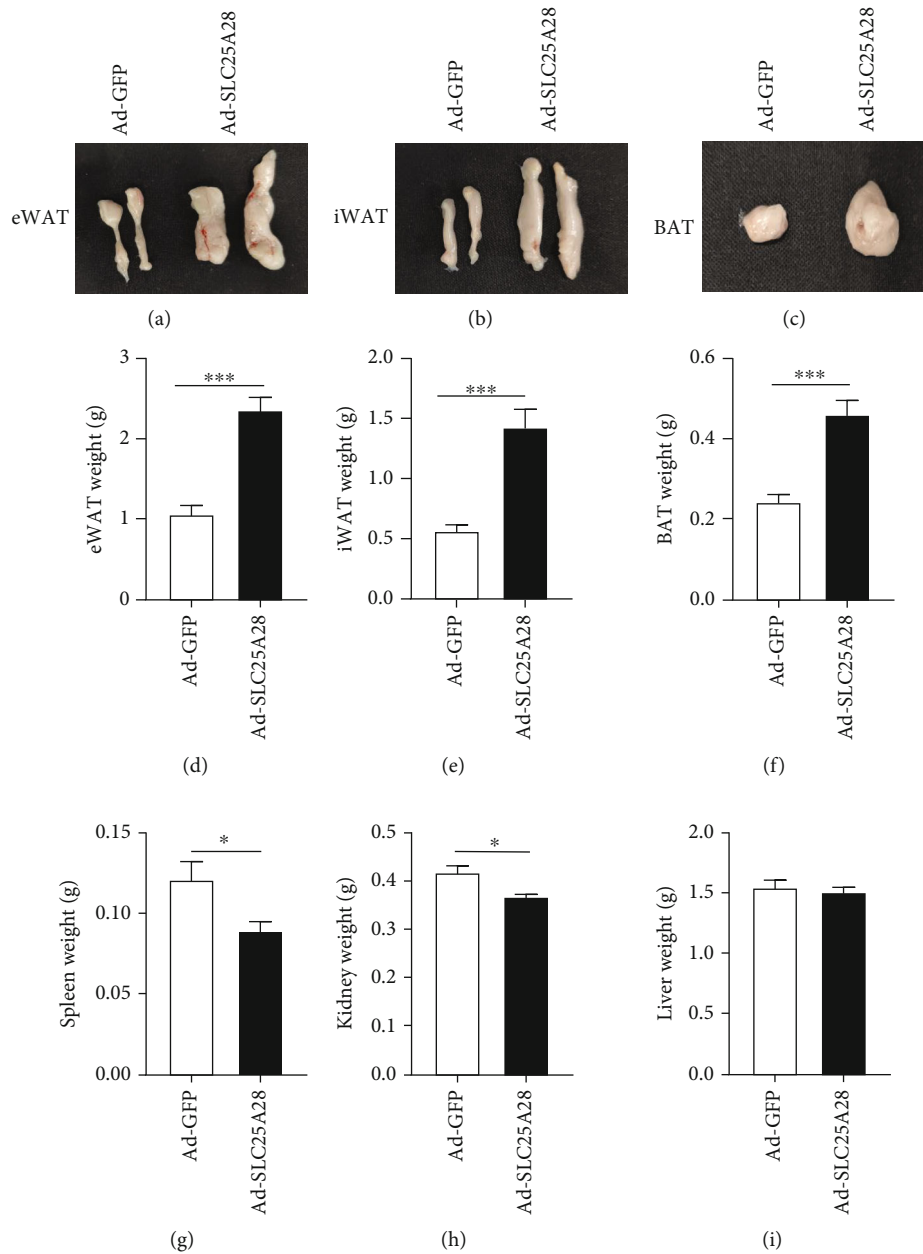 Ad-GFP
Ad-SLC25A28
Ad-GFP
Ad-SLC25A28
Ad-GFP
Ad-SLC25A28
eWAT
iWAT
BAT
(a)
(b)
(c)
3
2
1
0
eWAT weight (g)
***
Ad-GFP
Ad-SLC25A28
(d)
2.0
1.5
1.0
0.5
0.0
iWAT weight (g)
***
Ad-GFP
Ad-SLC25A28
(e)
0.6
0.4
0.2
0.0
BAT weight (g)
***
Ad-GFP
Ad-SLC25A28
(f)
0.15
0.10
0.05
0.00
Spleen weight (g)
*
Ad-GFP
Ad-SLC25A28
(g)
0.5
0.4
0.3
0.2
0.1
0.0
Kidney weight (g)
*
Ad-GFP
Ad-SLC25A28
(h)
2.0
1.5
1.0
0.5
0.0
Liver weight (g)
Ad-GFP
Ad-SLC25A28
(i)